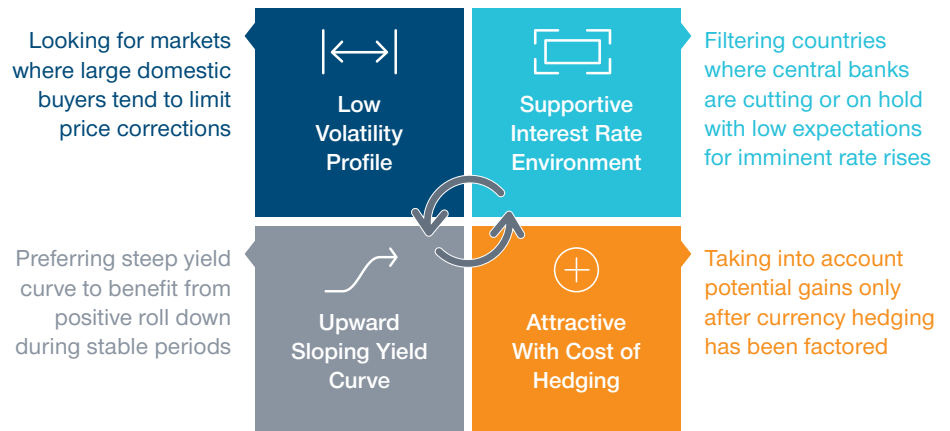 Looking for markets
where large domestic
buyers tend to limit
price corrections
Low
Volatility
Profile
Supportive
Interest Rate
Environment
Filtering countries
where central banks
are cutting or on hold
with low expectations
for imminent rate rises
Preferring steep yield
curve to benefit from
positive roll down
during stable periods
Upward
Sloping Yield
Curve
Attractive
With Cost of
Hedging
Taking into account
potential gains only
after currency hedging
has been factored